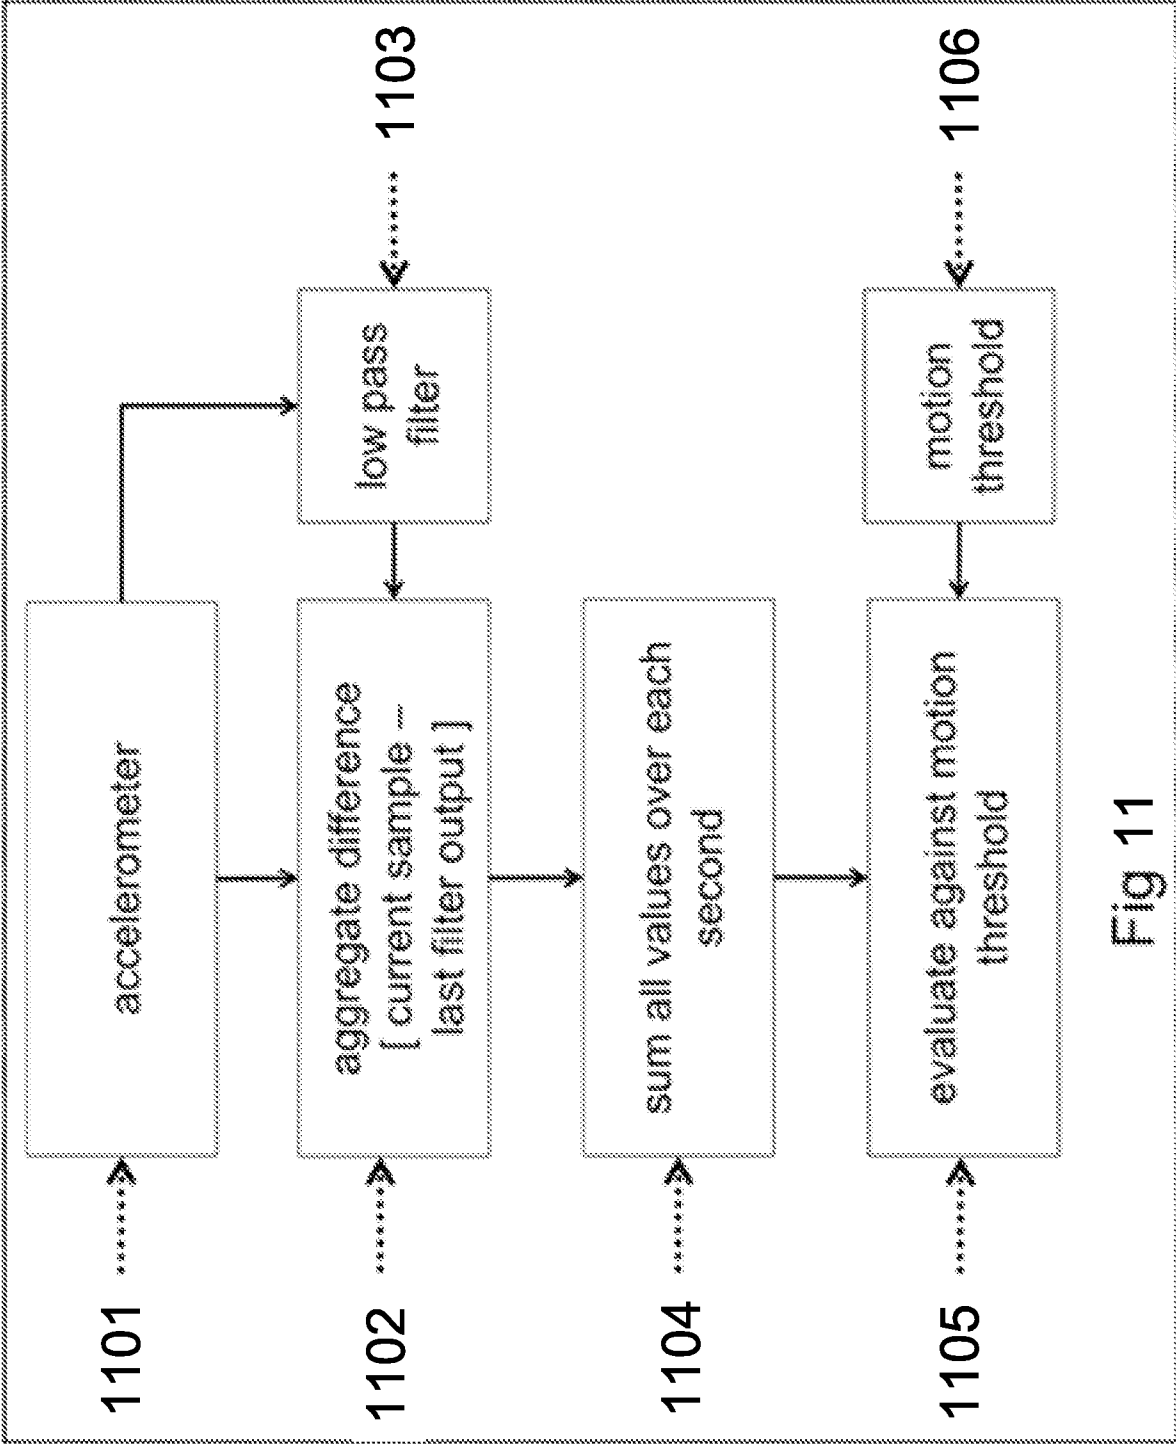 1101
accelerometer
1102
aggregate difference
[ current sample –
last filter output ]
low pass
filter
1103
1104
sum all values over each
second
1105
evaluate against motion
threshold
motion
threshold
1106
Fig 11